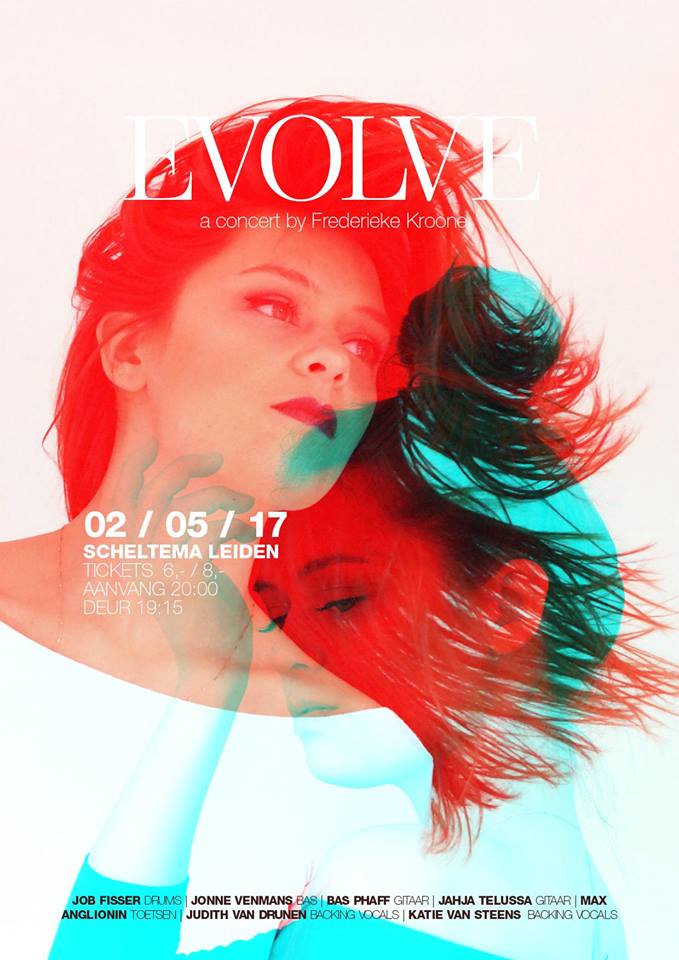 EVOLVE
a concert by Frederieke Kroone
02 / 05 / 17
SCHELTEMA LEIDEN
TICKETS 6,- / 8,-
AANVANG 20:00
DEUR 19:15
JOB FISSER DRUMS | JONNE VENMANS BAS | BAS PHAFF GITAAR | JAHJA TELUSSA GITAAR | MAX
ANGLIONIN TOETSEN | JUDITH VAN DRUNEN BACKING VOCALS | KATIE VAN STEENS BACKING VOCALS